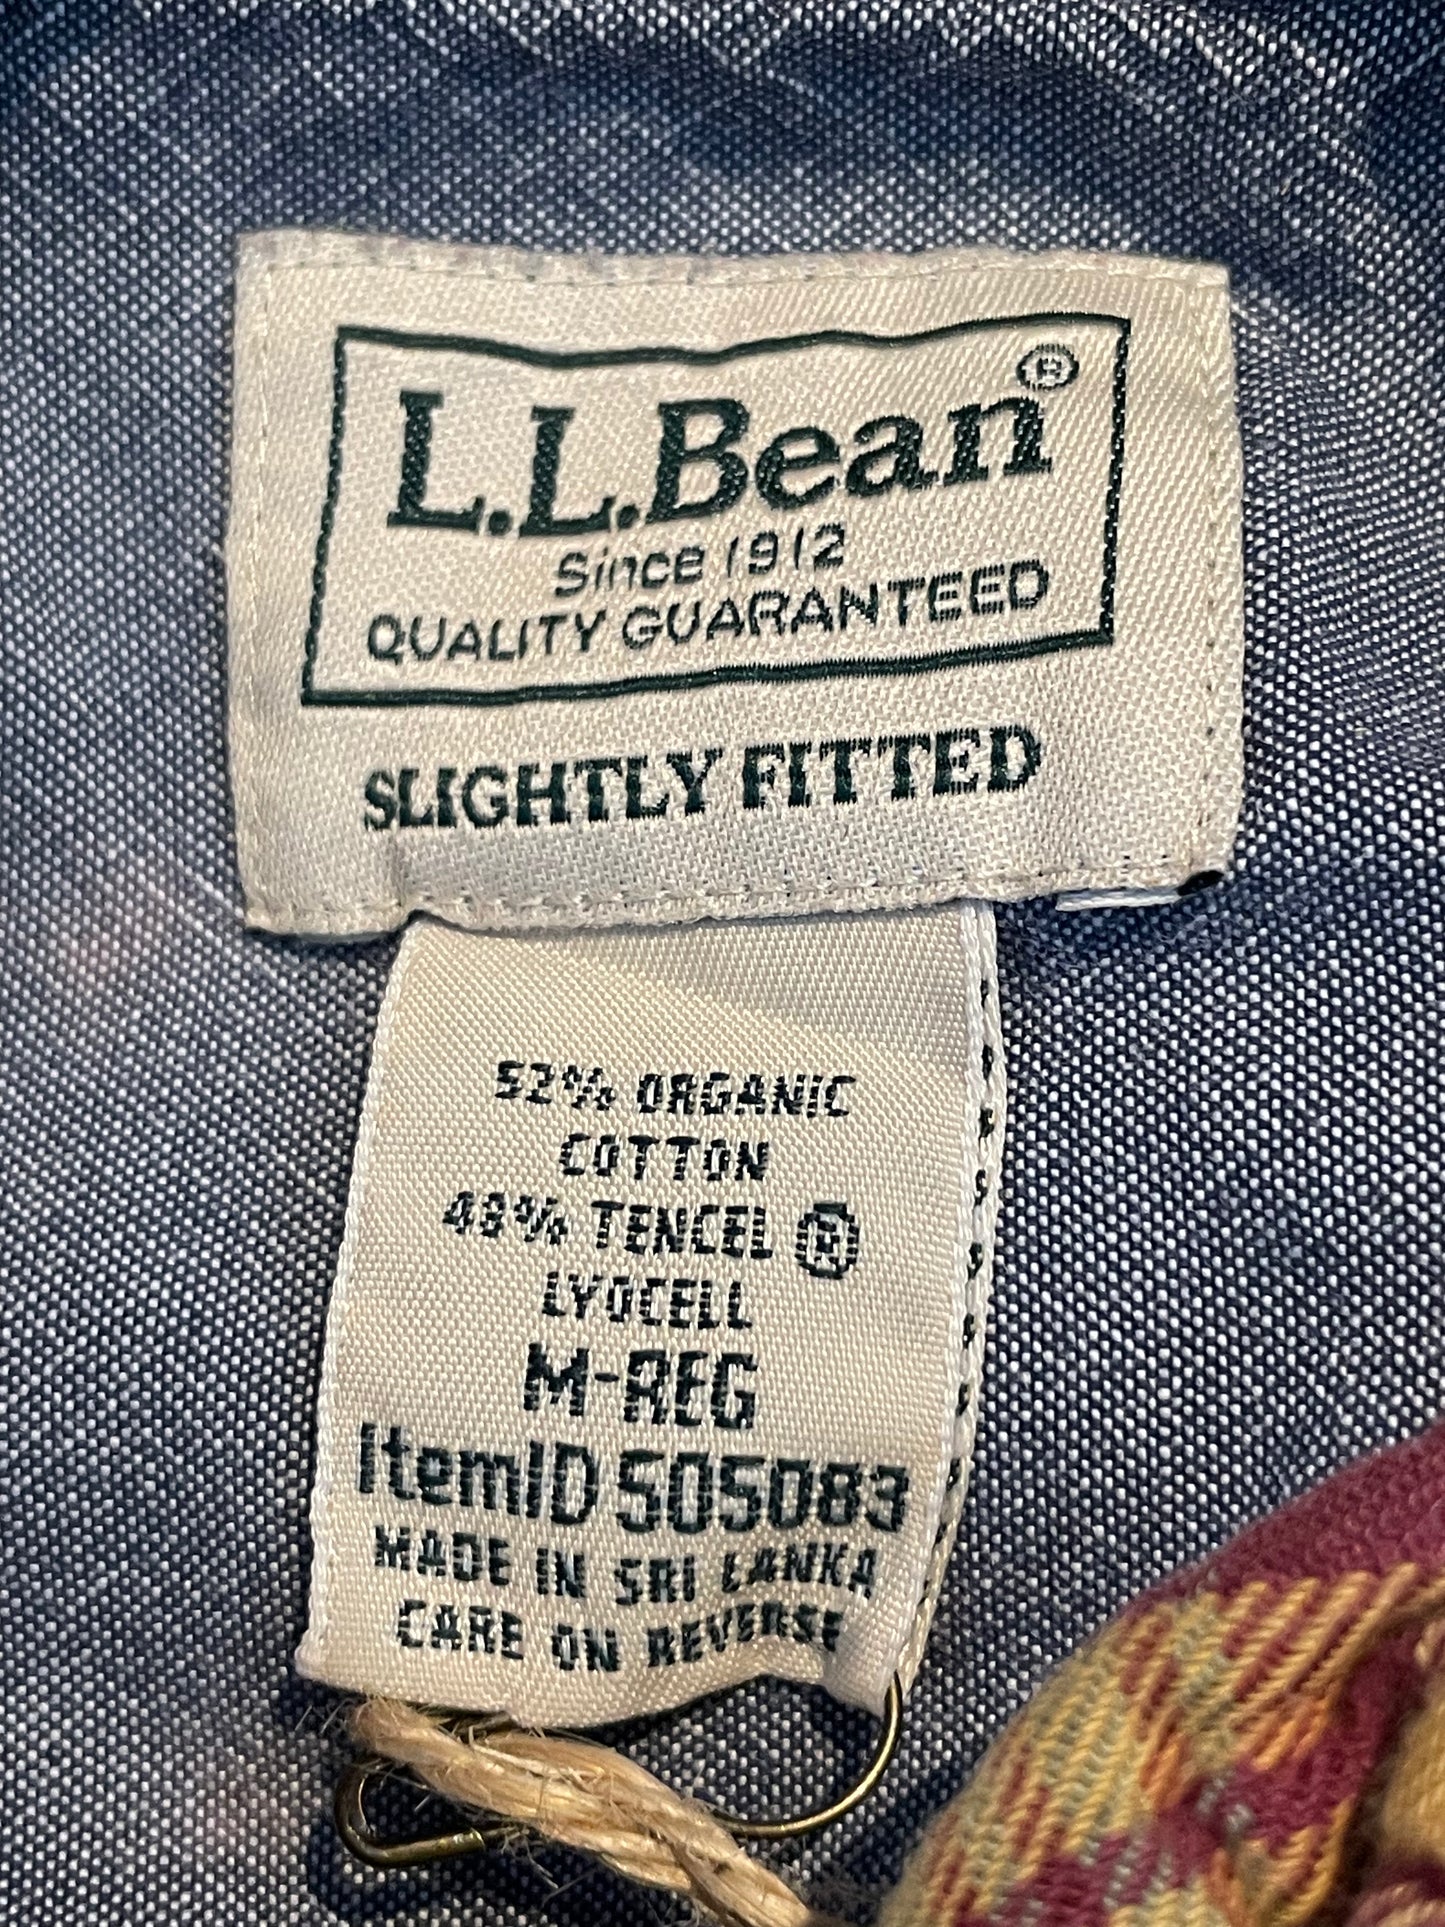 L.L.Bean®
Since 1912
QUALITY GUARANTEED
SLIGHTLY FITTED
52% ORGANIC
COTTON
48% TENCEL ®
LYOCELL
M-REG
ItemID 505083
MADE IN SRI LANKA
CARE ON REVERSE